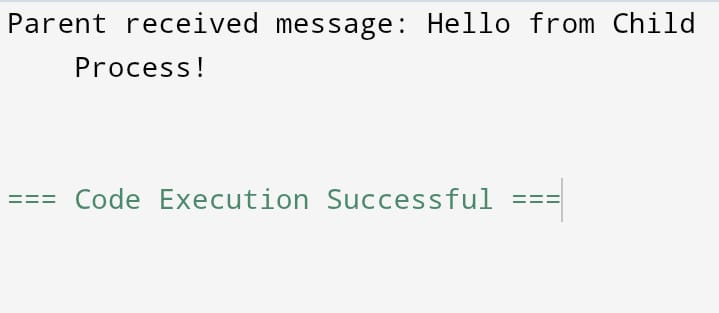 Parent received message: Hello from Child
Process!
=== Code Execution Successful ===